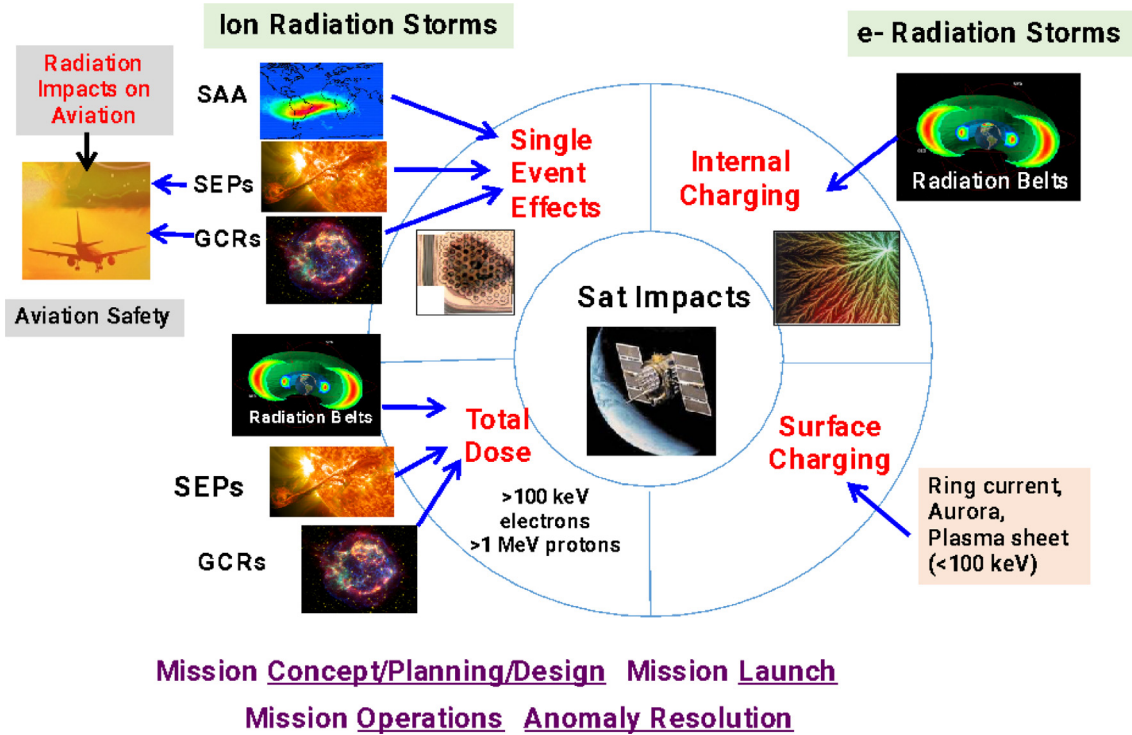 Ion Radiation Storms
e- Radiation Storms
Radiation
Impacts on
Aviation
SAA
SEPs
GCRs
Aviation Safety
Single
Event
Effects
Internal
Charging
Radiation Belts
Sat Impacts
Radiation Belts
Total
Dose
SEPs
GCRs
>100 keV
electrons
>1 MeV protons
Surface
Charging
Ring current,
Aurora,
Plasma sheet
(<100 keV)
Mission Concept/Planning/Design Mission Launch
Mission Operations Anomaly Resolution